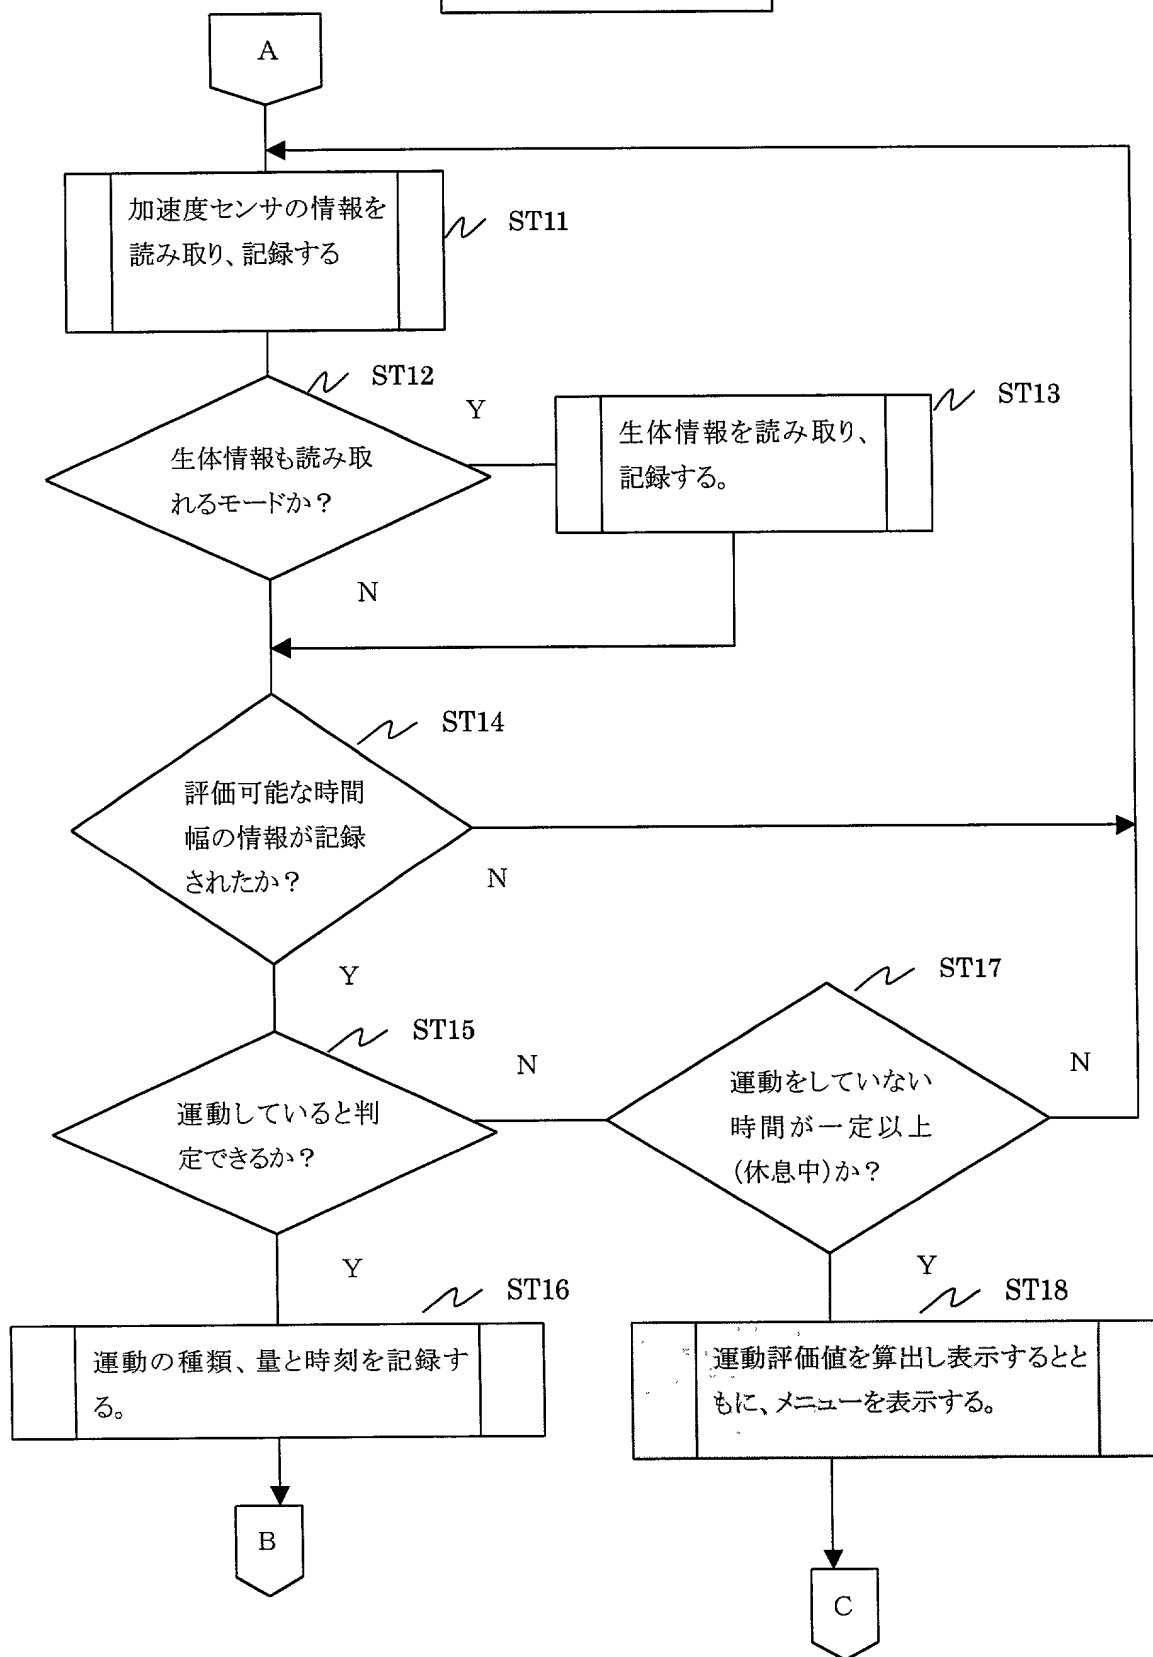 A
加速度センサの情報を
読み取り、記録する
ST11
ST12
Y
ST13
生体情報も読み取
れるモードか？
生体情報を読み取り、
記録する。
N
ST14
評価可能な時間
幅の情報が記録
されたか？
N
Y
ST15
N
ST17
運動していると判
定できるか？
運動をしていない
時間が一定以上
(休息中)か？
N
Y
ST16
Y
ST18
運動の種類、量と時刻を記録す
る。
運動評価値を算出し表示するとと
もに、メニューを表示する。
B
C